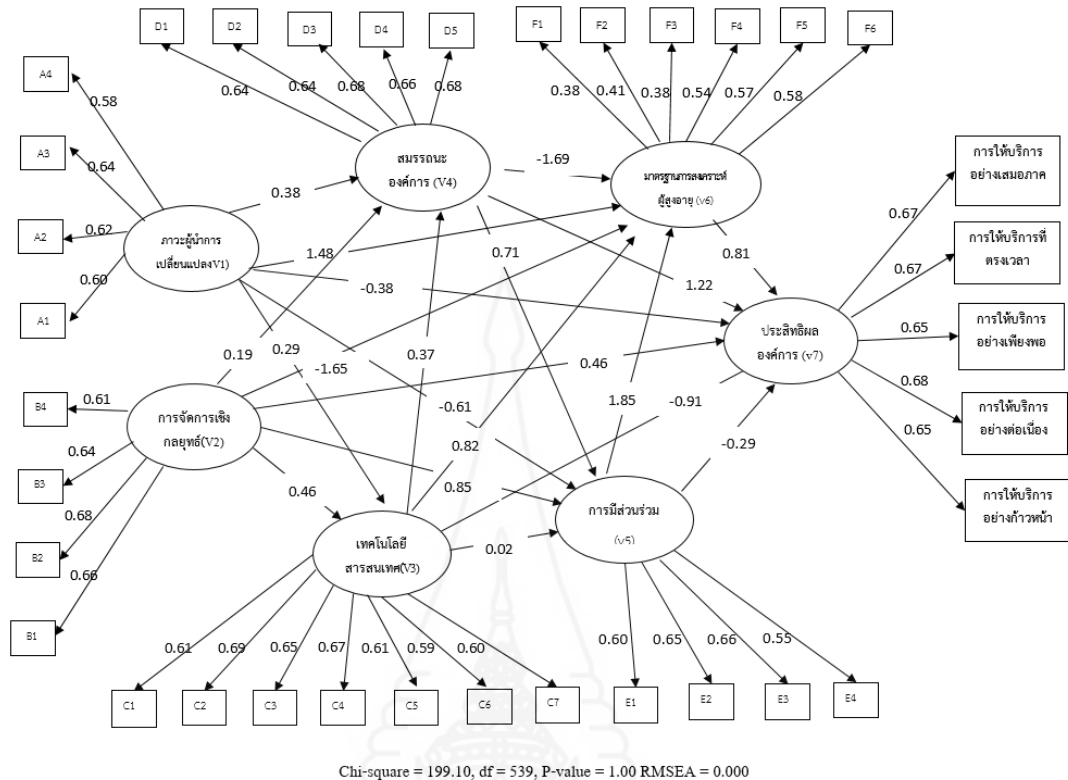 D1
D2
D3
D4
D5
F1
F2
F3
F4
F5
F6
A4
A3
A2
A1
0.58
0.64
0.62
0.60
0.64
0.64
0.68
0.66
0.68
0.38
0.41
0.38
0.54
0.57
0.58
สมรรถนะ
องค์การ (V4)
มาตรฐานการสงเคราะห์
ผู้สูงอายุ (v6)
ภาวะผู้นำการ
เปลี่ยนแปลงV1)
0.38
-1.69
1.48
-0.38
0.71
0.81
1.22
การให้บริการ
อย่างเสมอภาค
การให้บริการที่
ตรงเวลา
การให้บริการ
อย่างเพียงพอ
การให้บริการ
อย่างต่อเนื่อง
การให้บริการ
อย่างก้าวหน้า
0.67
0.67
0.65
0.68
0.65
ประสิทธิผล
องค์การ (v7)
0.19
0.29
-1.65
0.37
0.46
-0.61
0.82
0.85
1.85
-0.91
-0.29
0.46
0.02
การจัดการเชิง
กลยุทธ์(V2)
B4
B3
B2
B1
0.61
0.64
0.68
0.66
เทคโนโลยี
สารสนเทศ(V3)
การมีส่วนร่วม
(v5)
0.61
0.69
0.65
0.67
0.61
0.59
0.60
0.60
0.65
0.66
0.55
C1
C2
C3
C4
C5
C6
C7
E1
E2
E3
E4
Chi-square = 199.10, df = 539, P-value = 1.00 RMSEA = 0.000